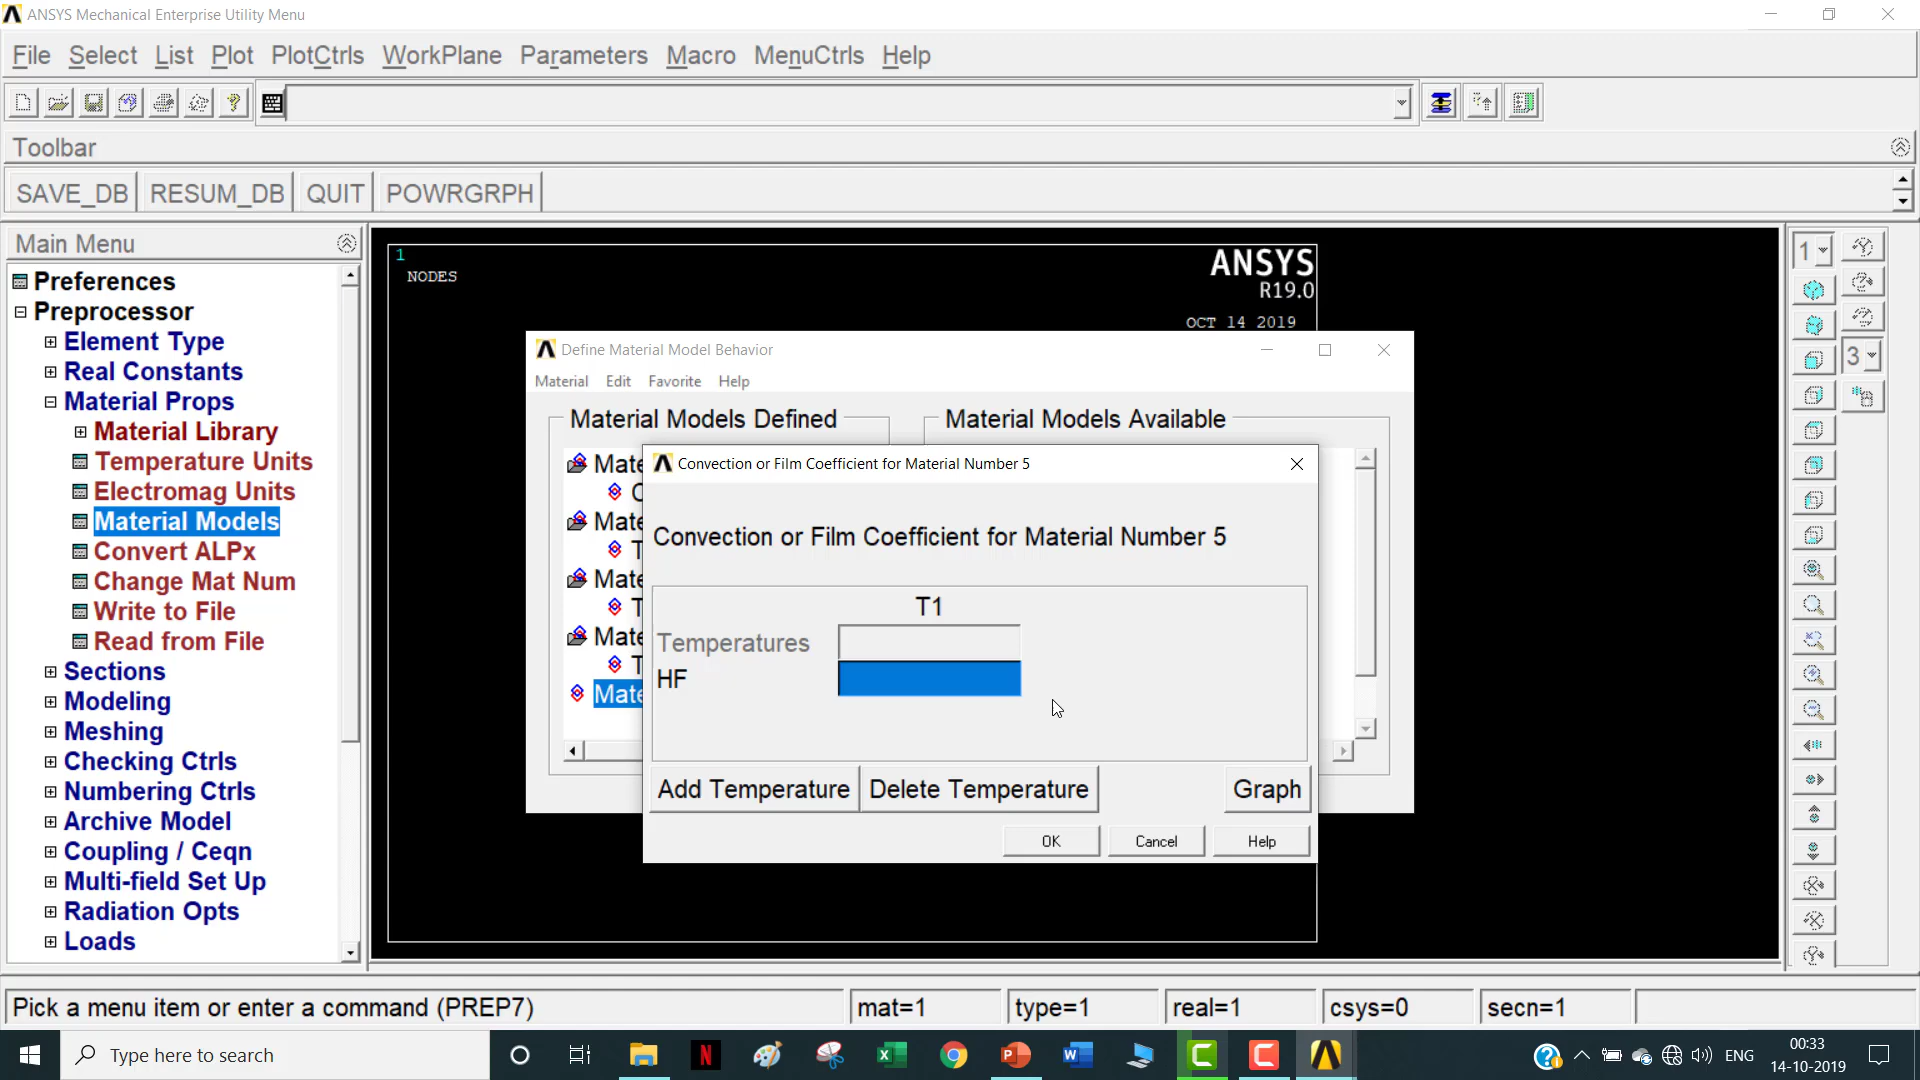 ANSYS Mechanical Enterprise Utility Menu
File Select List Plot PlotCtrls WorkPlane Parameters Macro MenuCtrls Help
Toolbar
SAVE_DB RESUM_DB QUIT POWRGRPH
Main Menu
Preferences
Preprocessor
Element Type
Real Constants
Material Props
Material Library
Temperature Units
Electromag Units
Material Models
Convert ALPx
Change Mat Num
Write to File
Read from File
Sections
Modeling
Meshing
Checking Ctrls
Numbering Ctrls
Archive Model
Coupling / Ceqn
Multi-field Set Up
Radiation Opts
Loads
1
NODES
ANSYS
R19.0
OCT 14 2019
Define Material Model Behavior
Material Edit Favorite Help
Material Models Defined
Material Models Available
Mate
C
Mate
T
Mate
T
Mate
T
Mate
Convection or Film Coefficient for Material Number 5
Convection or Film Coefficient for Material Number 5
T1
Temperatures
HF
Add Temperature Delete Temperature Graph
OK Cancel Help
1
3
Pick a menu item or enter a command (PREP7) mat=1 type=1 real=1 csys=0 secn=1
Type here to search
ENG
00:33
14-10-2019